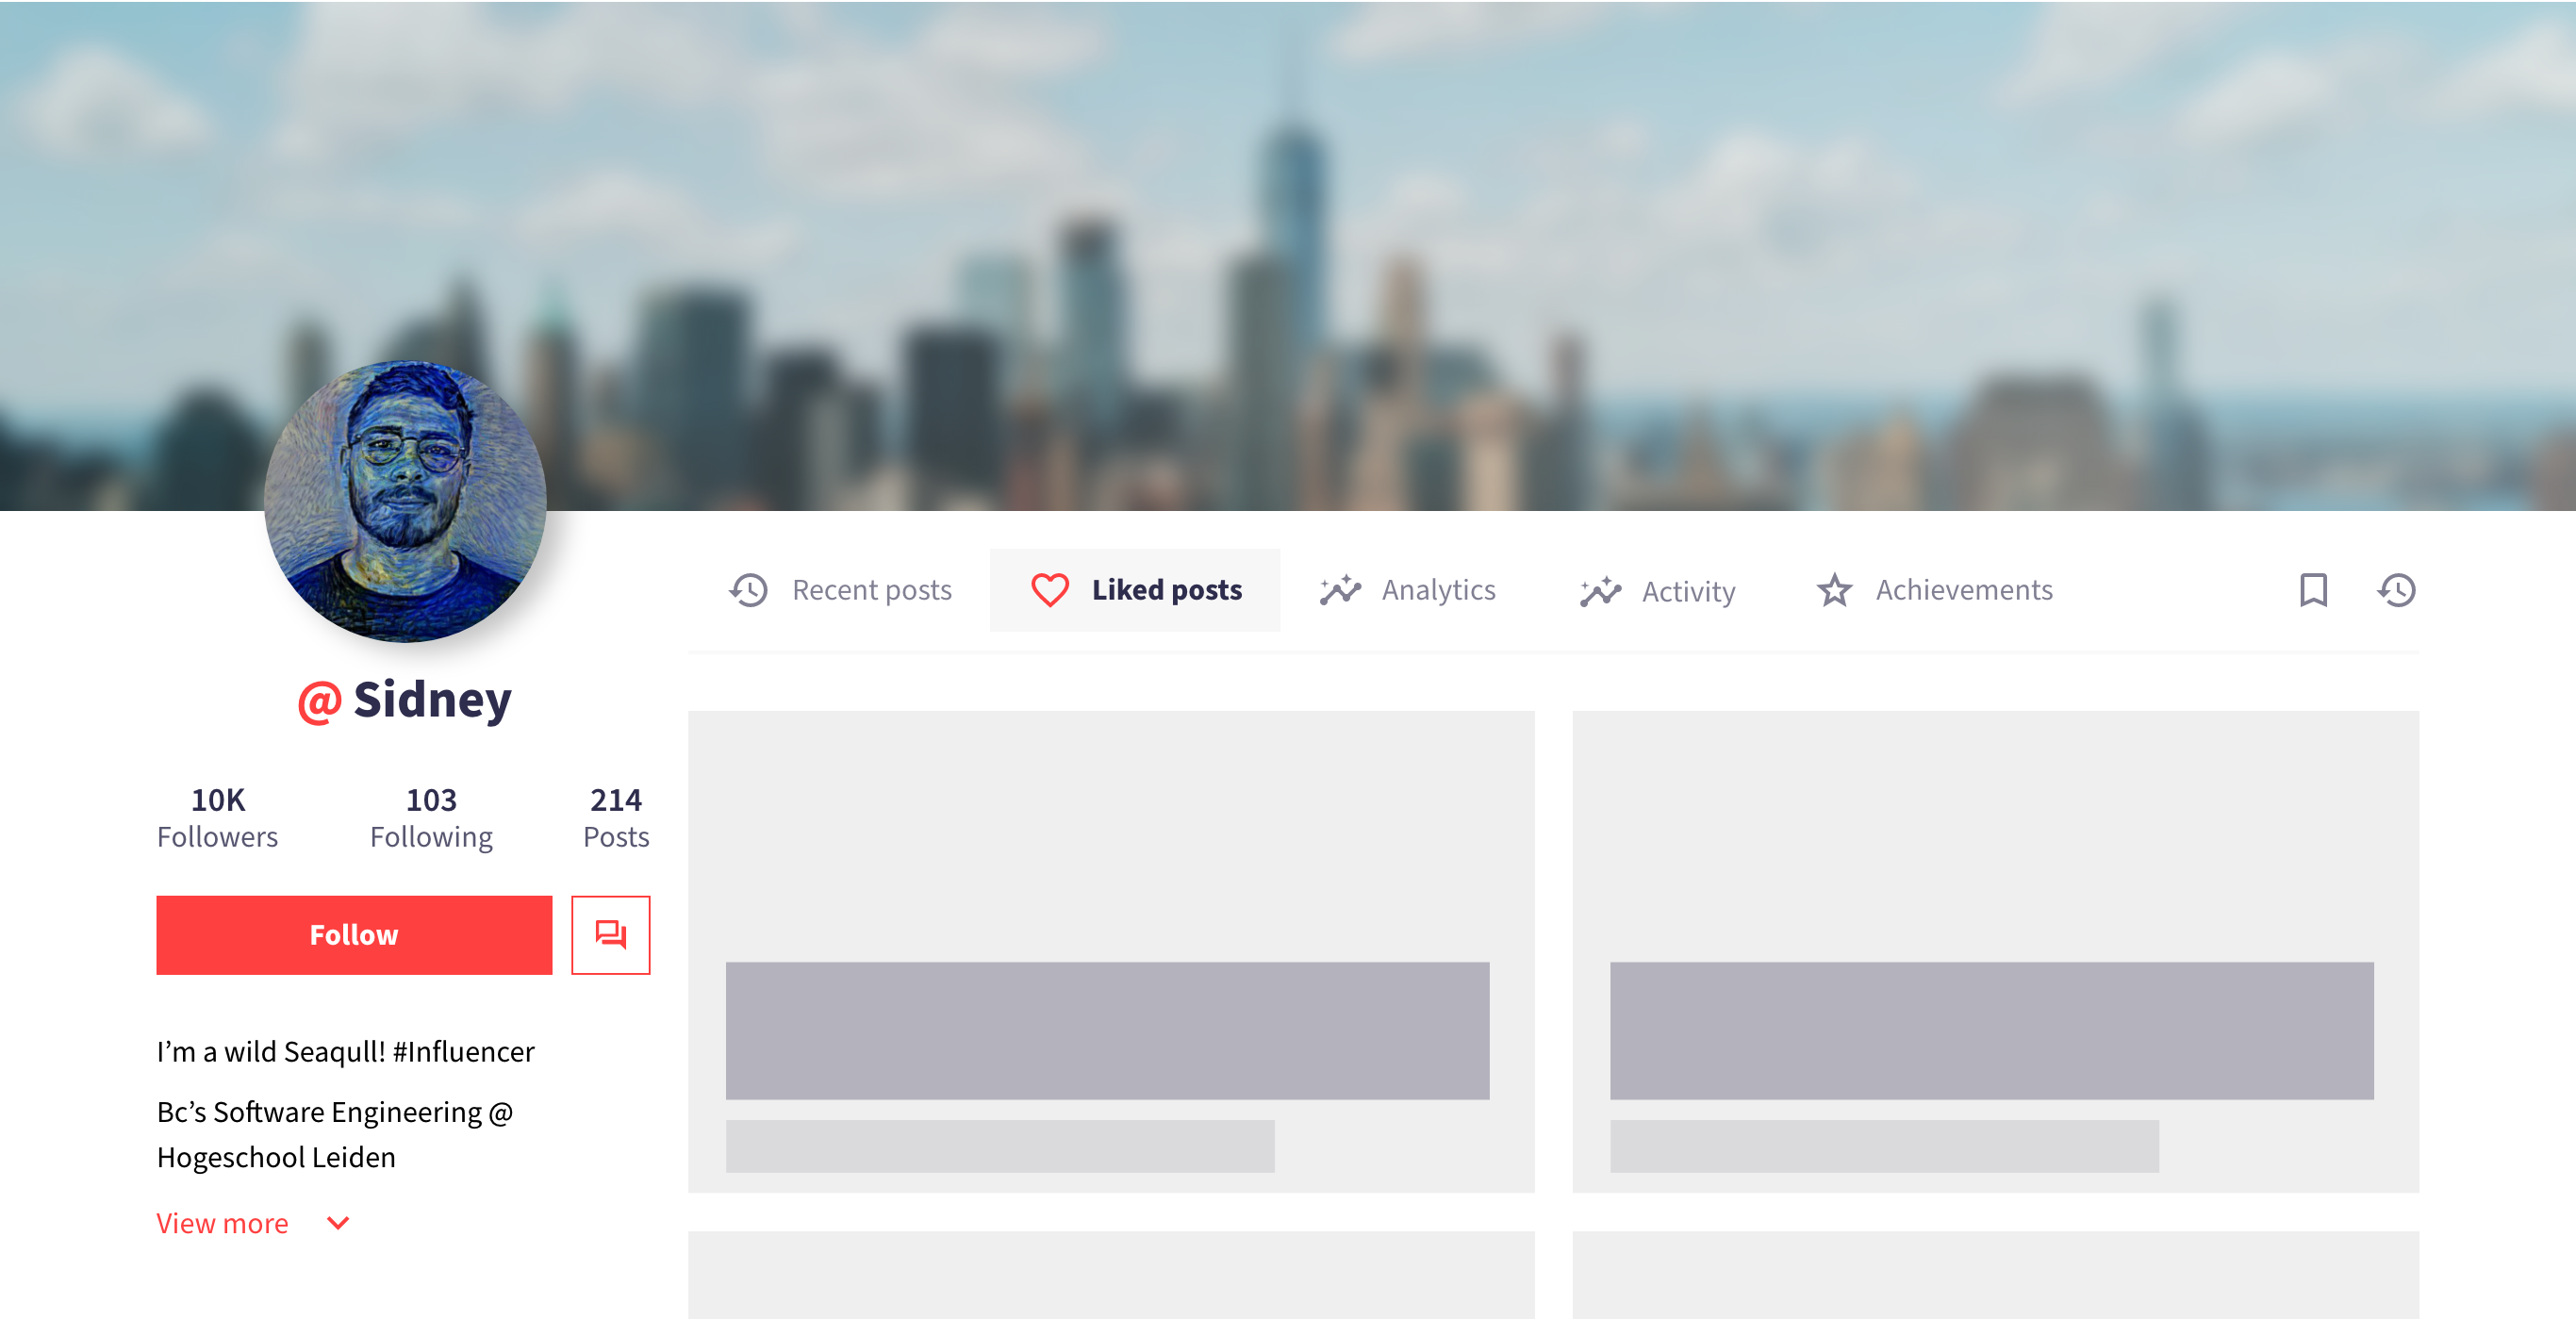 Recent posts
Liked posts
Analytics
Activity
Achievements
@ Sidney
10K
Followers
103
Following
214
Posts
Follow
I’m a wild Seaqull! #Influencer
Bc’s Software Engineering @
Hogeschool Leiden
View more